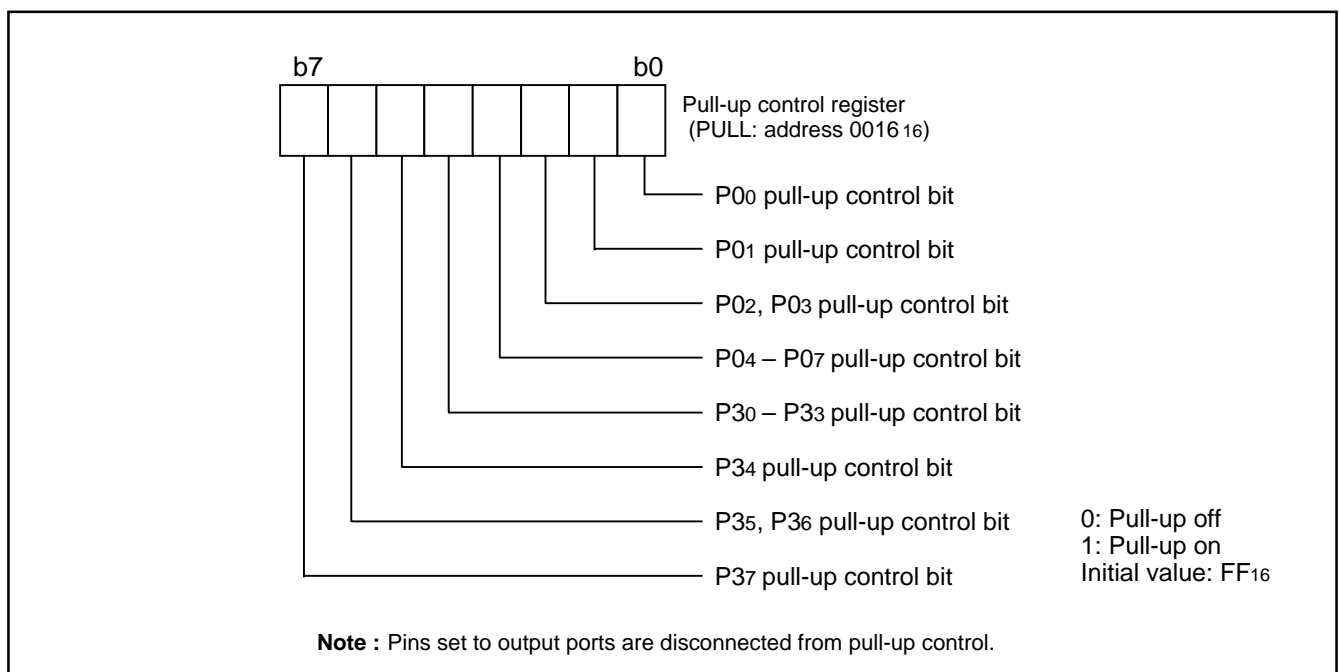 b7 b0
Pull-up control register
(PULL: address 0016 16)
P00 pull-up control bit
P01 pull-up control bit
P02, P03 pull-up control bit
P04 – P07 pull-up control bit
P30 – P33 pull-up control bit
P34 pull-up control bit
P35, P36 pull-up control bit
P37 pull-up control bit
0: Pull-up off
1: Pull-up on
Initial value: FF16
Note : Pins set to output ports are disconnected from pull-up control.